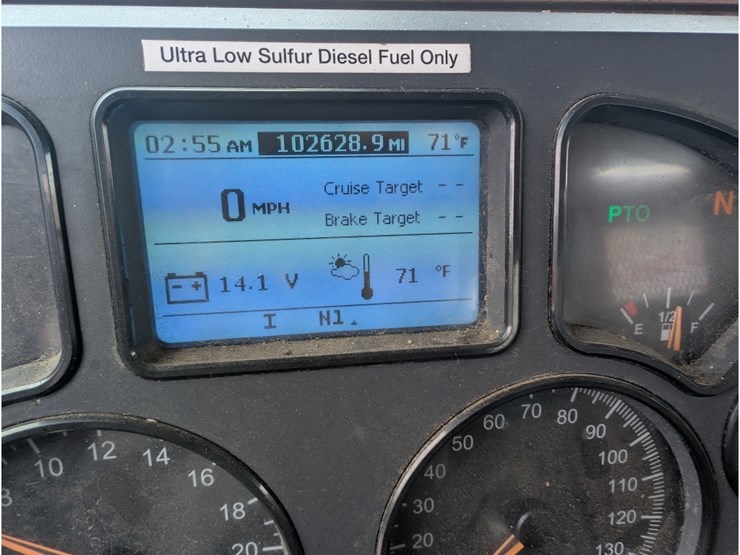 Ultra Low Sulfur Diesel Fuel Only
02:55 AM 102628.9 MI 71°F
0 MPH
Cruise Target - -
Brake Target - -
- + 14.1 V 71 °F
I N1
PTO N
E 1/2 F
8 10 12 14 16 18 20
20 30 40 50 60 70 80 90 100 110 120 130